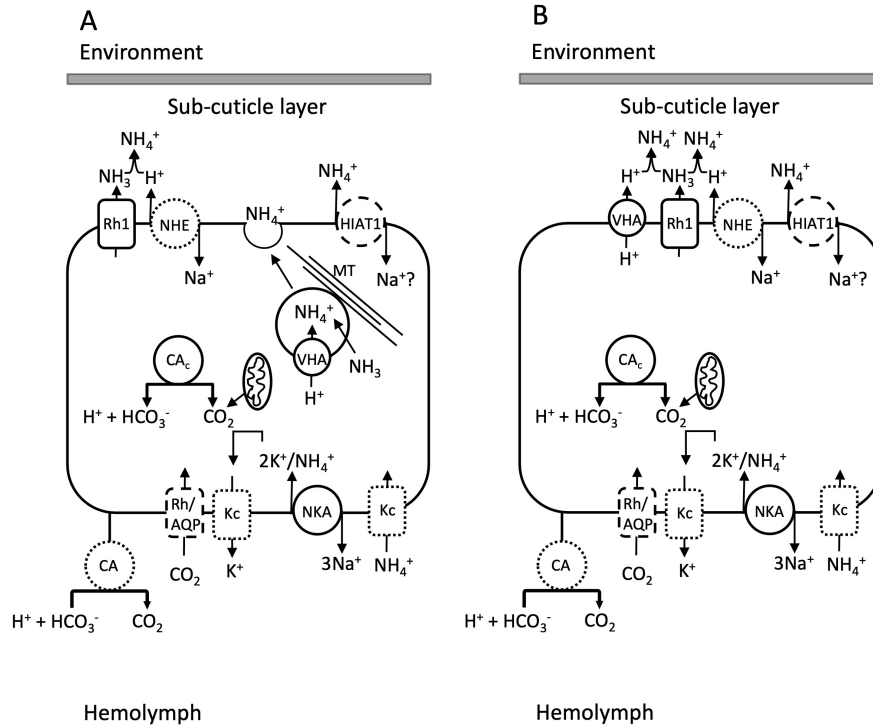 A
Environment
Sub-cuticle layer
NH₄⁺
NH₃ H⁺
NH₄⁺
Rh1
NHE
NH₄⁺
HIAT1
Na⁺
MT
Na⁺?
NH₄⁺
CAc
VHA
NH₃
H⁺
H⁺ + HCO₃⁻
CO₂
2K⁺/NH₄⁺
Rh/
AQP
Kc
NKA
Kc
CA
CO₂
K⁺
3Na⁺
NH₄⁺
H⁺ + HCO₃⁻
CO₂
Hemolymph
B
Environment
Sub-cuticle layer
NH₄⁺ NH₄⁺
H⁺ NH₃ H⁺
NH₄⁺
VHA
Rh1
NHE
HIAT1
H⁺
Na⁺
Na⁺?
CAc
H⁺ + HCO₃⁻
CO₂
2K⁺/NH₄⁺
Rh/
AQP
Kc
NKA
Kc
CA
CO₂
K⁺
3Na⁺
NH₄⁺
H⁺ + HCO₃⁻
CO₂
Hemolymph